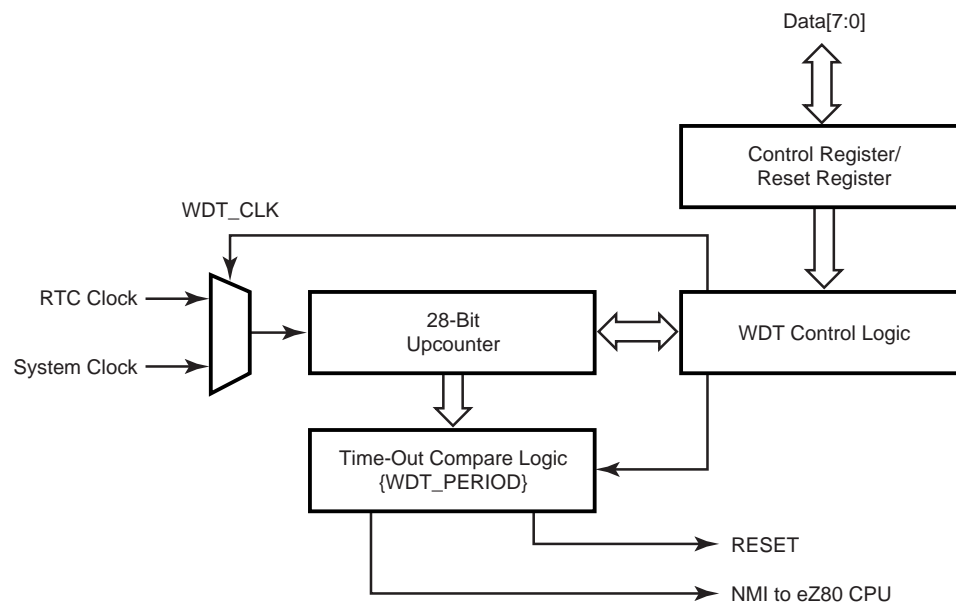 Data[7:0]
Control Register/
Reset Register
WDT_CLK
RTC Clock
28-Bit
Upcounter
WDT Control Logic
System Clock
Time-Out Compare Logic
{WDT_PERIOD}
RESET
NMI to eZ80 CPU